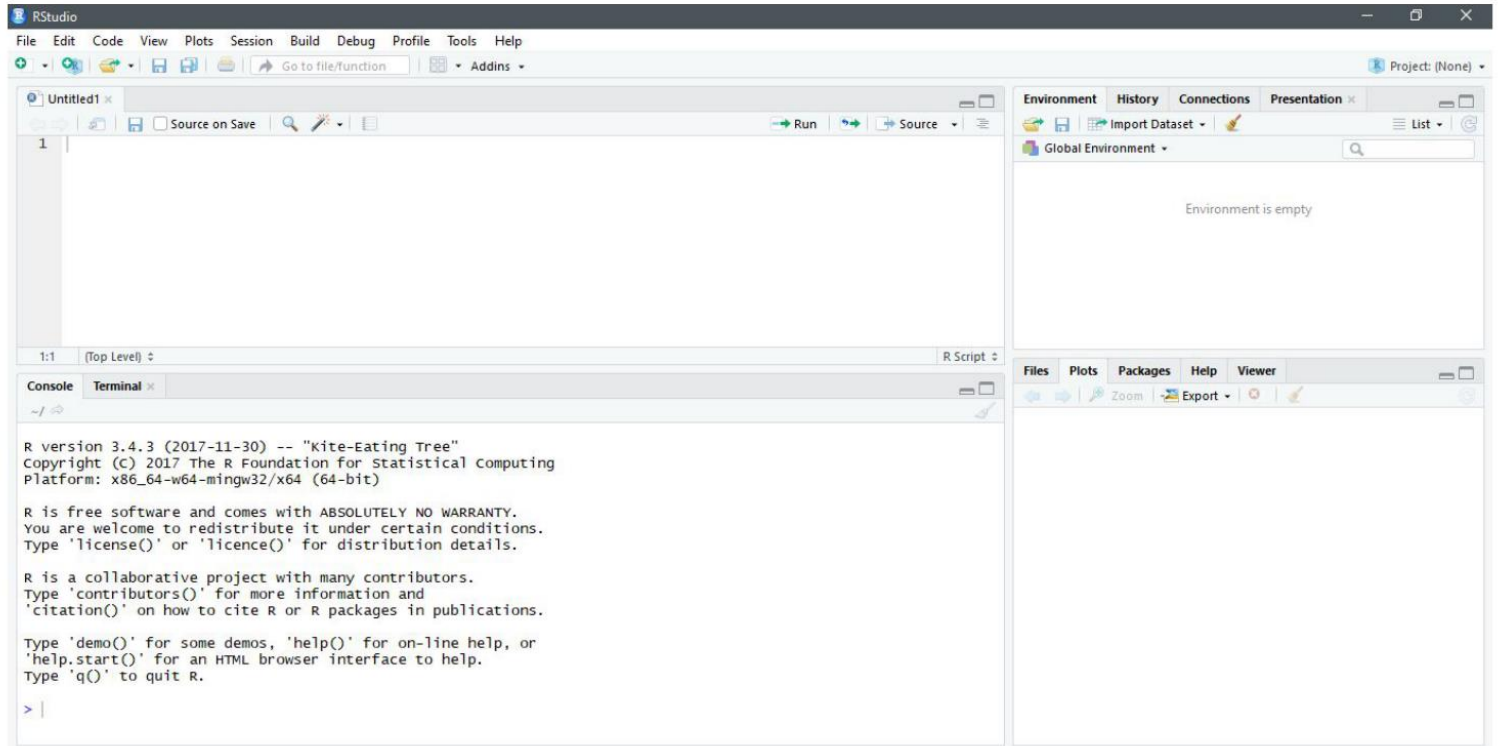 RStudio
File Edit Code View Plots Session Build Debug Profile Tools Help
Go to file/function Addins Project: (None)
Untitled1
Source on Save Run Source
1
1:1 (Top Level) R Script
Console Terminal
~/
R version 3.4.3 (2017-11-30) -- "Kite-Eating Tree"
Copyright (C) 2017 The R Foundation for Statistical Computing
Platform: x86_64-w64-mingw32/x64 (64-bit)
R is free software and comes with ABSOLUTELY NO WARRANTY.
You are welcome to redistribute it under certain conditions.
Type 'license()' or 'licence()' for distribution details.
R is a collaborative project with many contributors.
Type 'contributors()' for more information and
'citation()' on how to cite R or R packages in publications.
Type 'demo()' for some demos, 'help()' for on-line help, or
'help.start()' for an HTML browser interface to help.
Type 'q()' to quit R.
>
Environment History Connections Presentation
Import Dataset List
Global Environment
Environment is empty
Files Plots Packages Help Viewer
Zoom Export